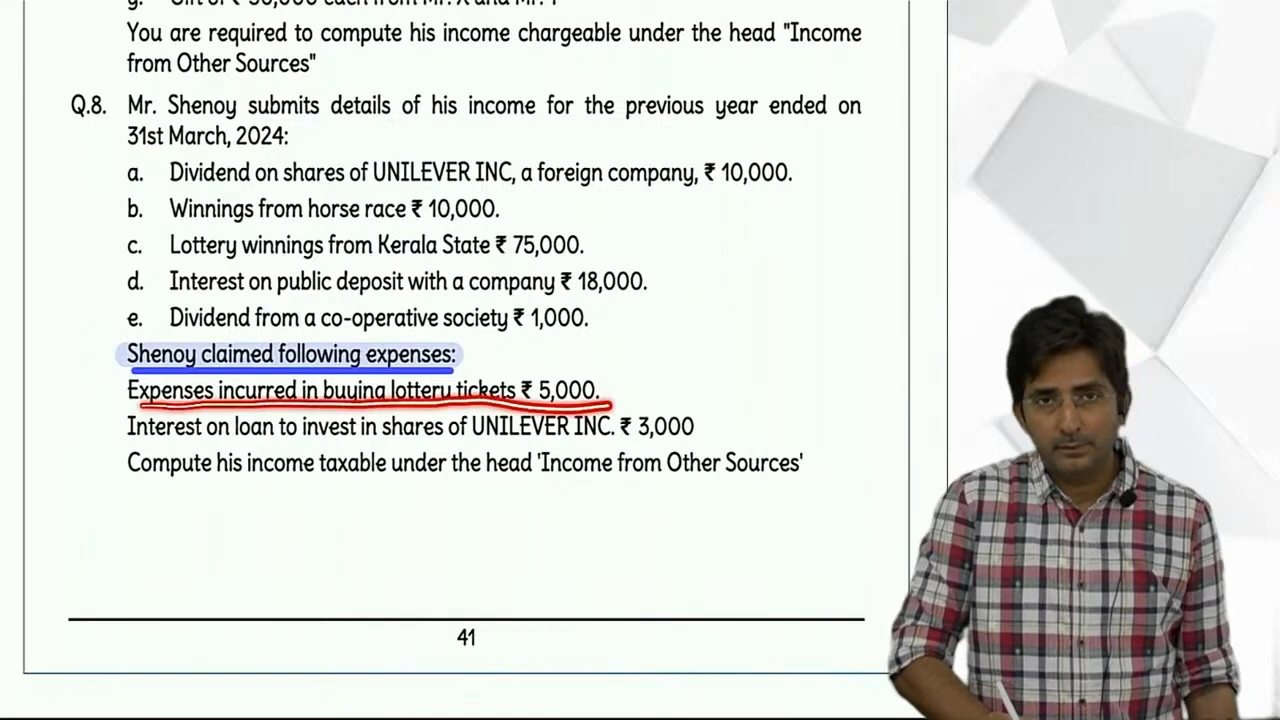 You are required to compute his income chargeable under the head "Income
from Other Sources"
Q.8. Mr. Shenoy submits details of his income for the previous year ended on
31st March, 2024:
a. Dividend on shares of UNILEVER INC, a foreign company, ₹ 10,000.
b. Winnings from horse race ₹ 10,000.
c. Lottery winnings from Kerala State ₹ 75,000.
d. Interest on public deposit with a company ₹ 18,000.
e. Dividend from a co-operative society ₹ 1,000.
Shenoy claimed following expenses:
Expenses incurred in buying lottery tickets ₹ 5,000.
Interest on loan to invest in shares of UNILEVER INC. ₹ 3,000
Compute his income taxable under the head 'Income from Other Sources'
41